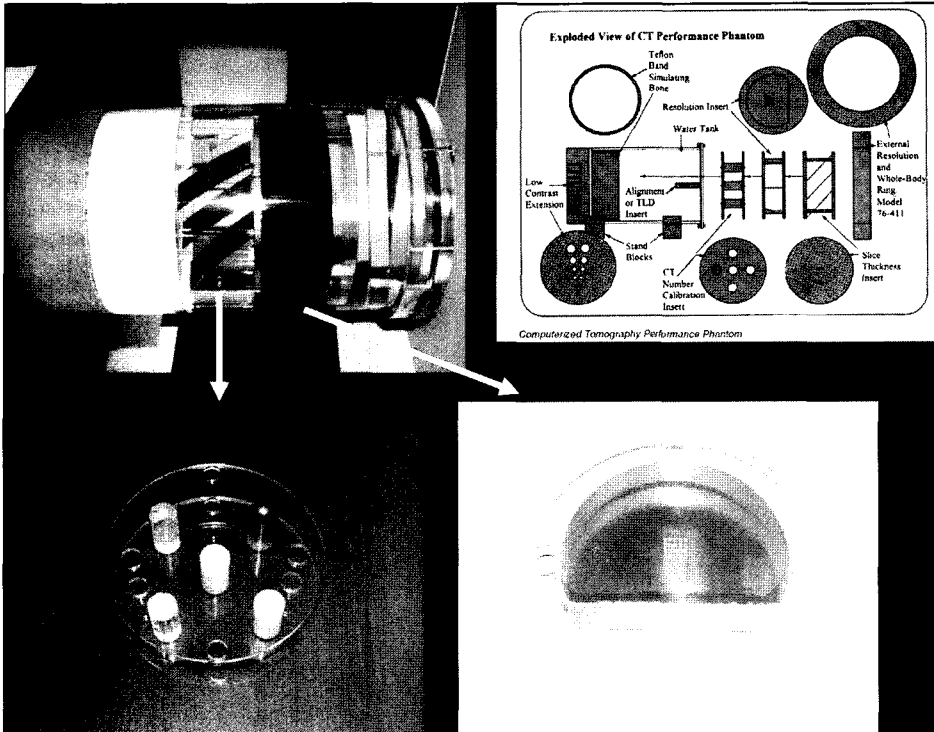 Exploded View of CT Performance Phantom
Teflon
Band
Simulating
Bone
Resolution Insert
Water Tank
External
Resolution
and
Whole-Body
Ring.
Model
76-411
Low
Contrast
Extension
Alignment
or TLD
Insert
Stand
Blocks
CT
Number
Calibration
Insert
Slice
Thickness
Insert
Computerized Tomography Performance Phantom